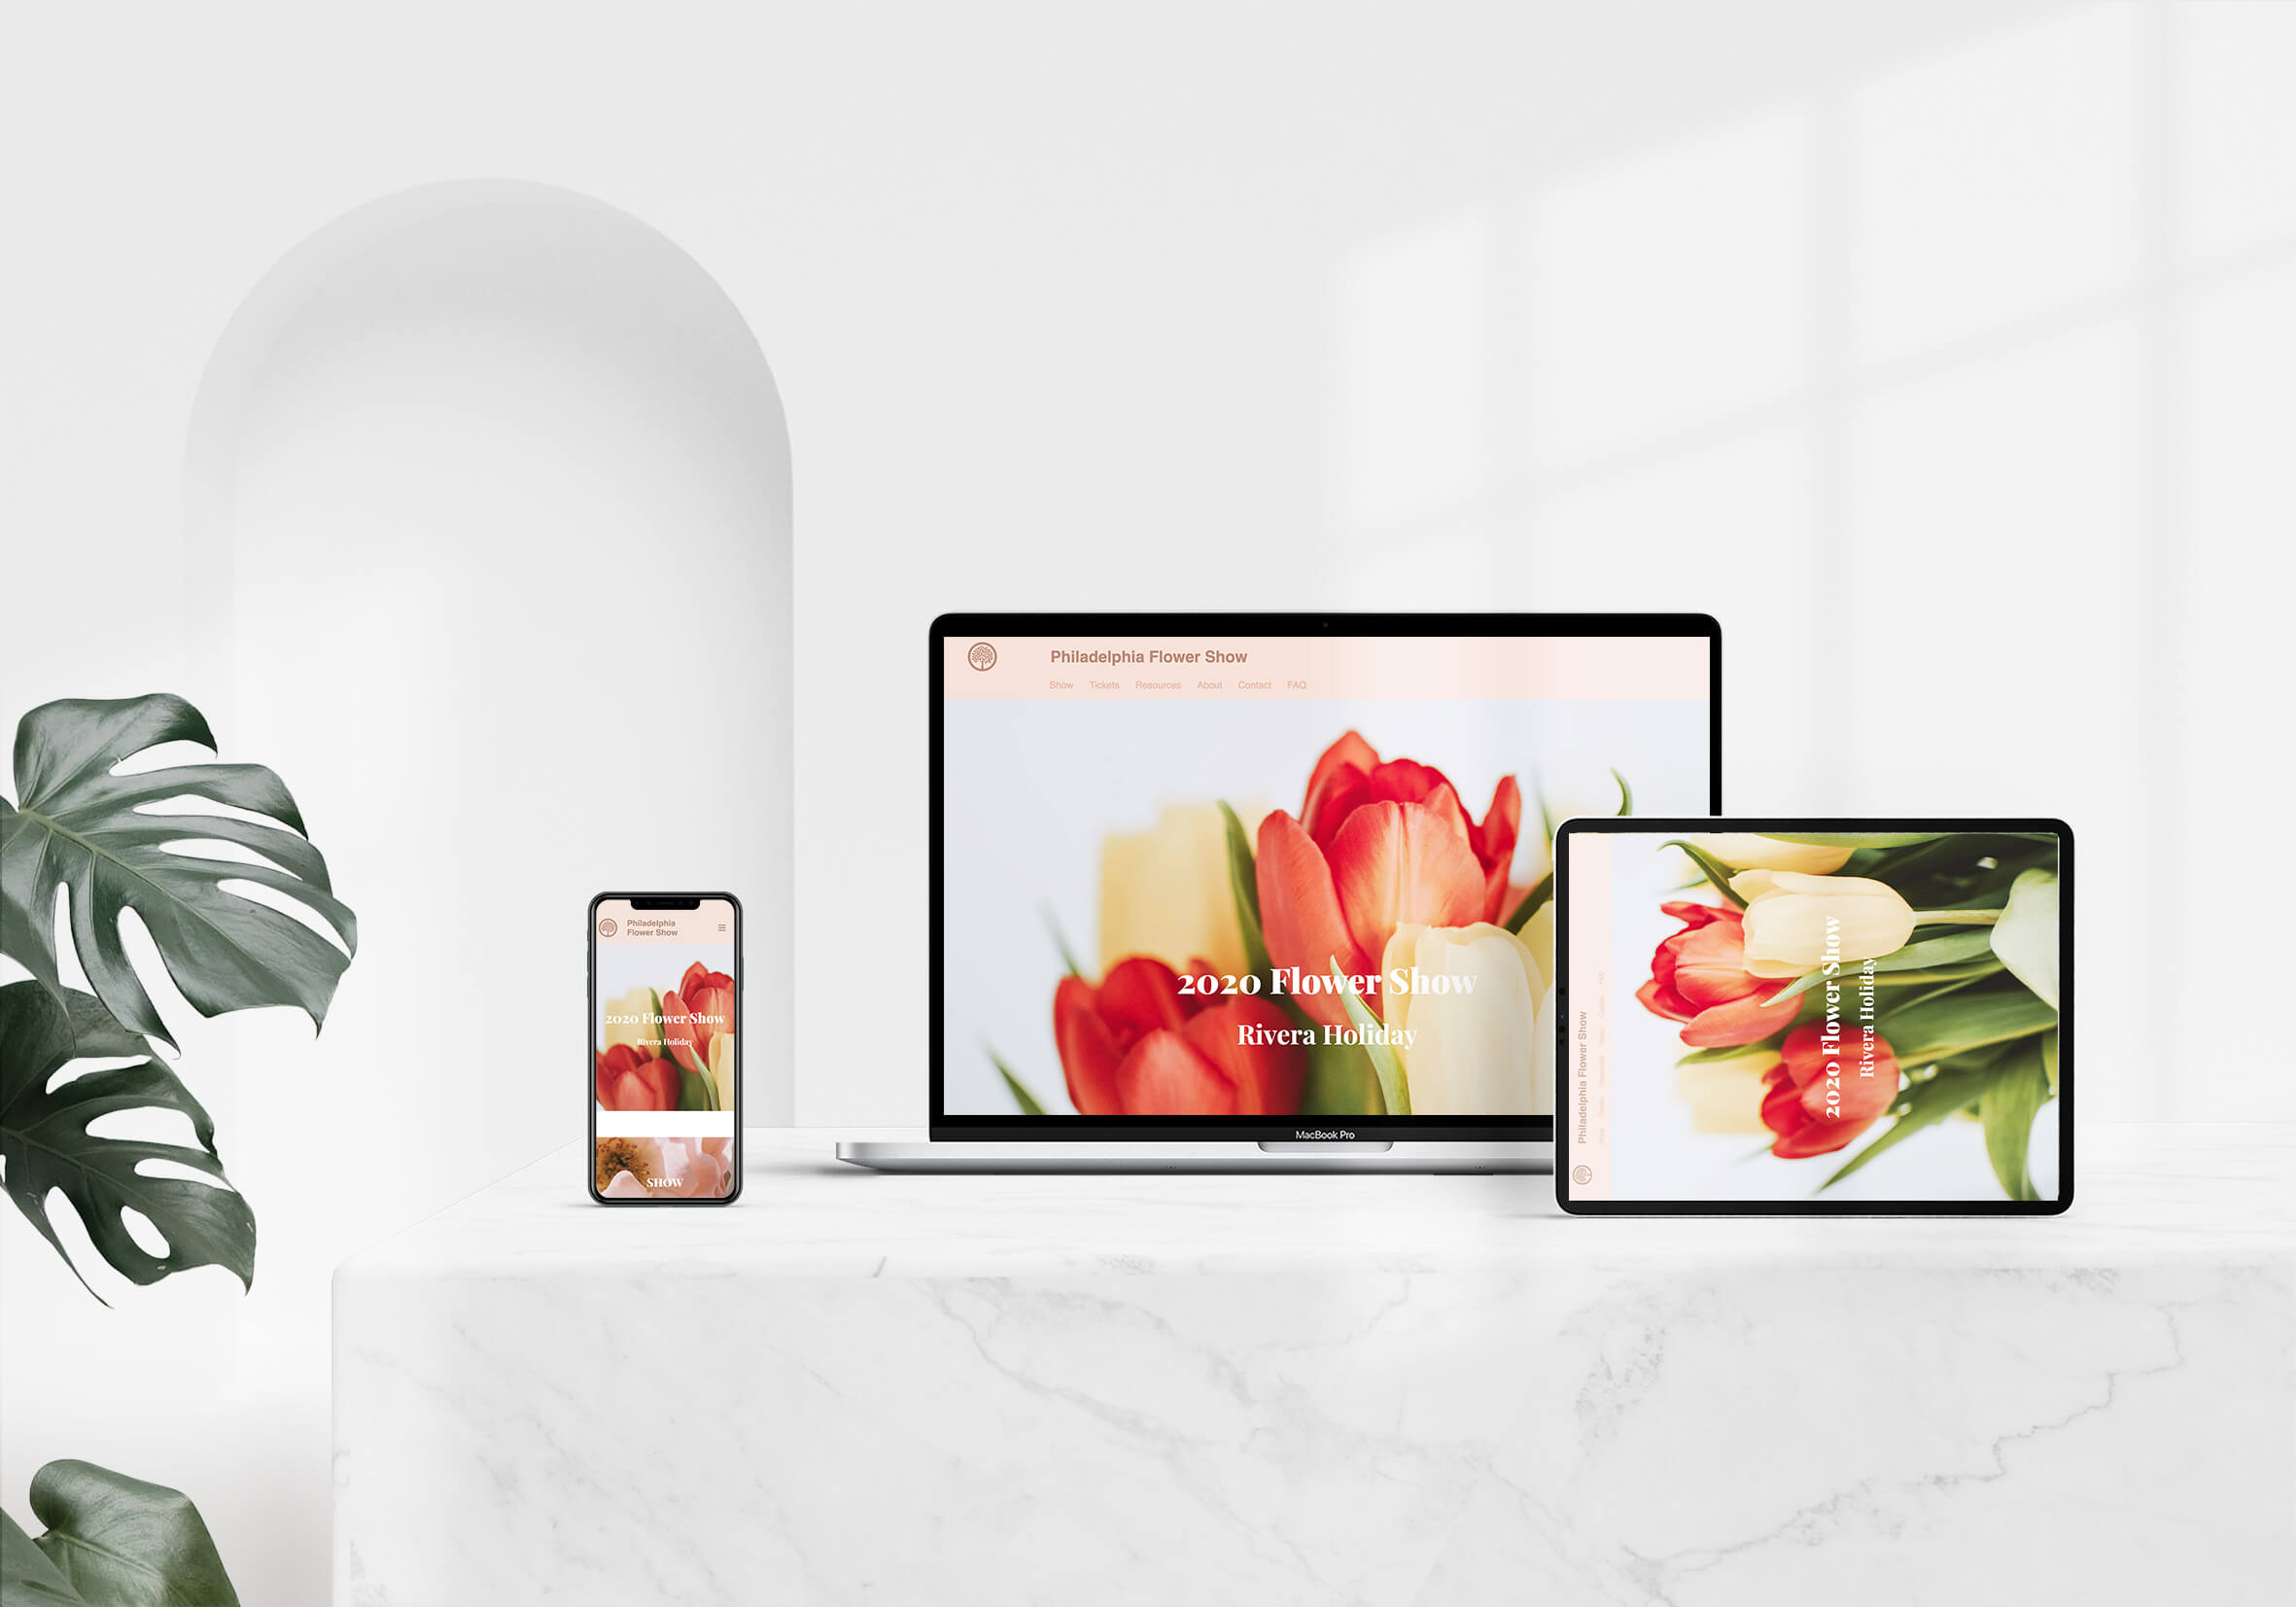 Philadelphia Flower Show
Show Tickets Resources About Contact FAQ
2020 Flower Show
Rivera Holiday
MacBook Pro
Philadelphia
Flower Show
2020 Flower Show
Rivera Holiday
SHOW
Philadelphia Flower Show
2020 Flower Show
Rivera Holiday